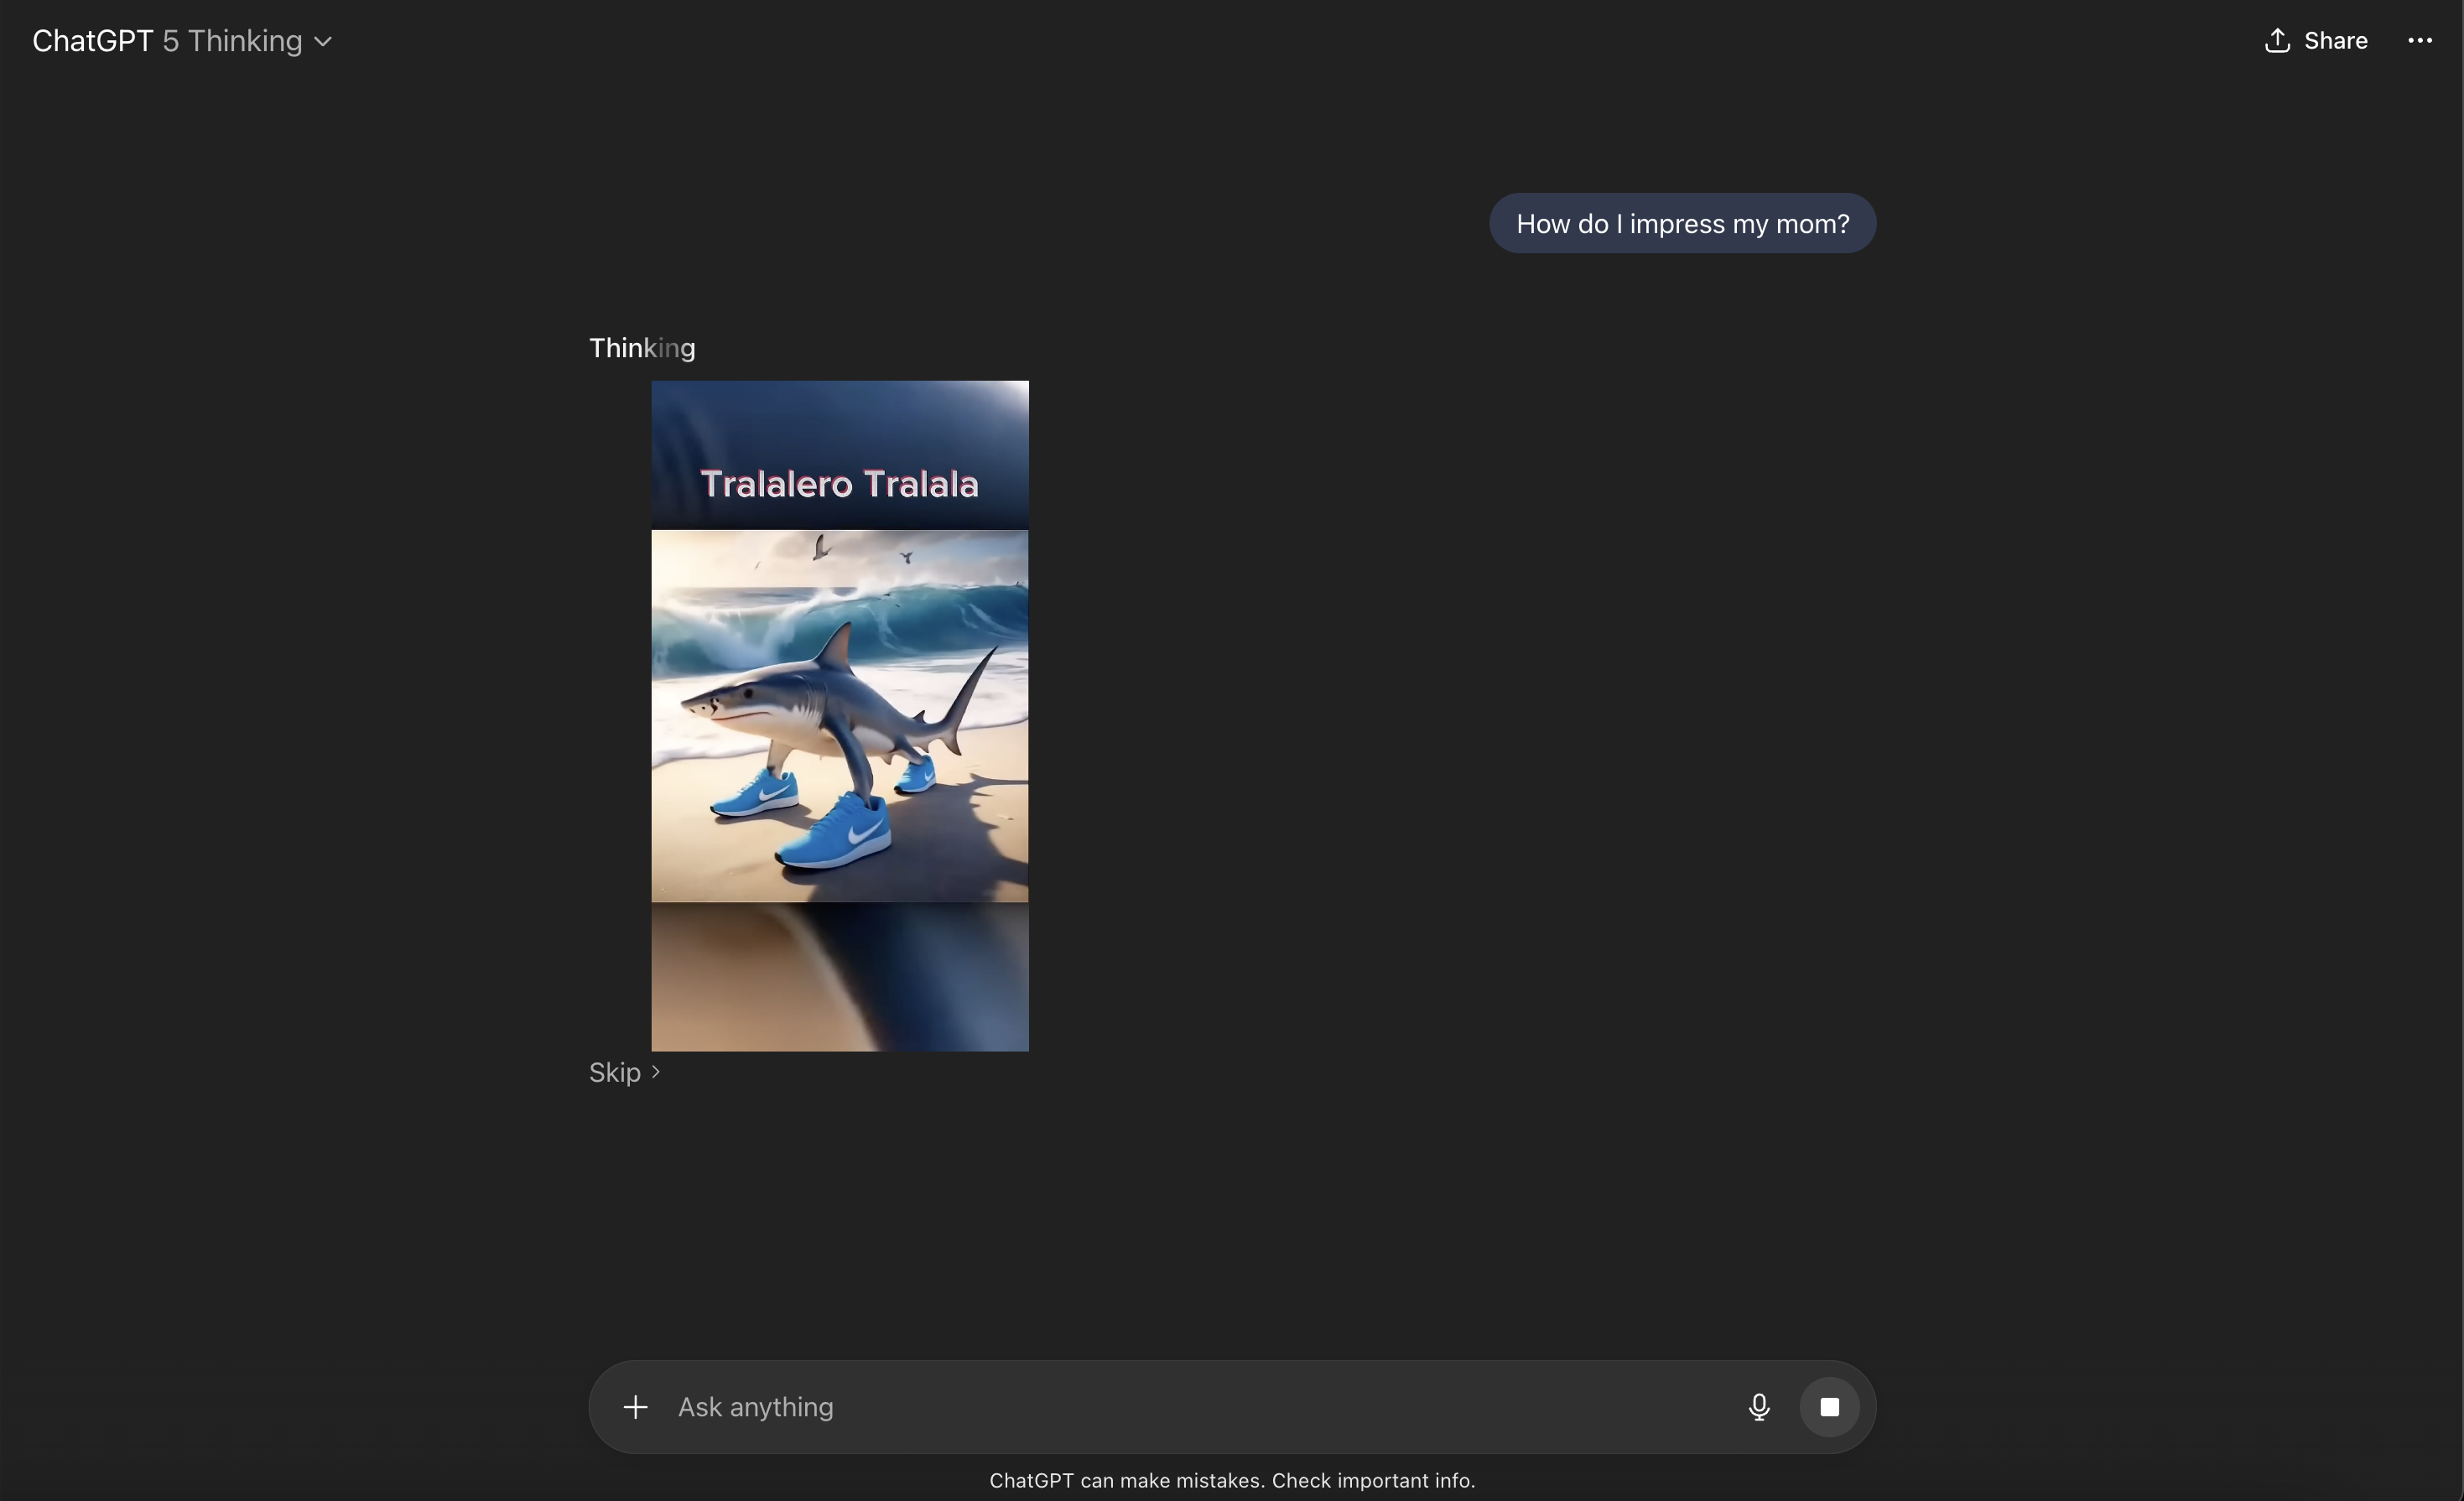 ChatGPT 5 Thinking
Share
How do I impress my mom?
Thinking
Tralalero Tralala
Skip
Ask anything
ChatGPT can make mistakes. Check important info.